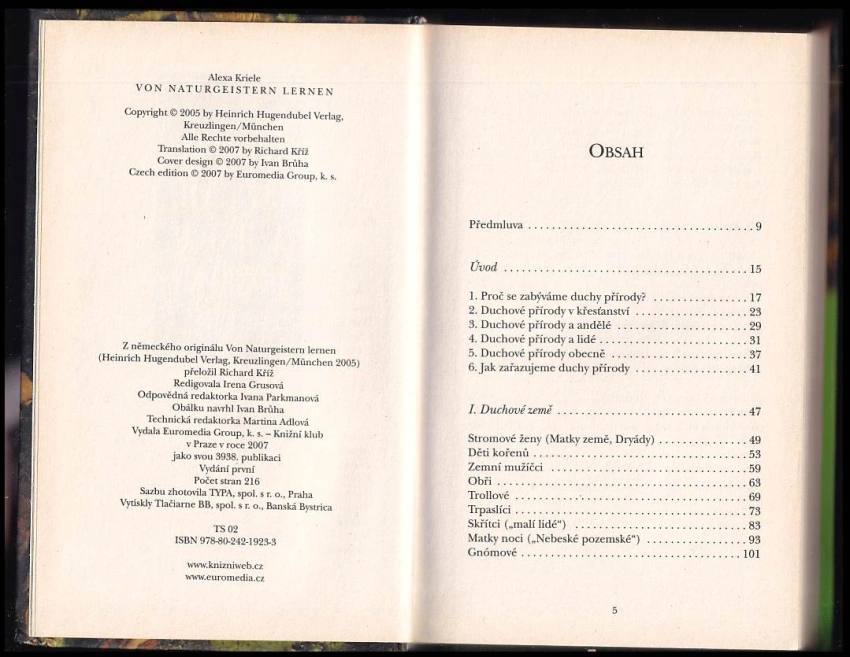 Alexa Kriele
VON NATURGEISTERN LERNEN
Copyright © 2005 by Heinrich Hugendubel Verlag,
Kreuzlingen/München
Alle Rechte vorbehalten
Translation © 2007 by Richard Kříž
Cover design © 2007 by Ivan Brůha
Czech edition © 2007 by Euromedia Group, k. s.
Z německého originálu Von Naturgeistern lernen
(Heinrich Hugendubel Verlag, Kreuzlingen/München 2005)
přeložil Richard Kříž
Redigovala Irena Grusová
Odpovědná redaktorka Ivana Parkmanová
Obálku navrhl Ivan Brůha
Technická redaktorka Martina Adlová
Vydala Euromedia Group, k. s. – Knižní klub
v Praze v roce 2007
jako svou 3938. publikaci
Vydání první
Počet stran 216
Sazbu zhotovila TYPA, spol. s r. o., Praha
Vytiskly Tlačiarne BB, spol. s r. o., Banská Bystrica
TS 02
ISBN 978-80-242-1923-3
www.knizniweb.cz
www.euromedia.cz
OBSAH
Předmluva . . . . . . . . . . . . . . . . . . . . . . . . . . . . . . . . . . . . . . 9
Úvod . . . . . . . . . . . . . . . . . . . . . . . . . . . . . . . . . . . . . . . . . 15
1. Proč se zabýváme duchy přírody? . . . . . . . . . . . . . . . . 17
2. Duchové přírody v křesťanství . . . . . . . . . . . . . . . . . . . 23
3. Duchové přírody a andělé . . . . . . . . . . . . . . . . . . . . . . 29
4. Duchové přírody a lidé . . . . . . . . . . . . . . . . . . . . . . . . . 31
5. Duchové přírody obecně . . . . . . . . . . . . . . . . . . . . . . . 37
6. Jak zařazujeme duchy přírody . . . . . . . . . . . . . . . . . . . 41
I. Duchové země . . . . . . . . . . . . . . . . . . . . . . . . . . . . . . . . 47
Stromové ženy (Matky země, Dryády) . . . . . . . . . . . . . . . 49
Děti kořenů . . . . . . . . . . . . . . . . . . . . . . . . . . . . . . . . . . . . 53
Zemní mužíčci . . . . . . . . . . . . . . . . . . . . . . . . . . . . . . . . . 59
Obři . . . . . . . . . . . . . . . . . . . . . . . . . . . . . . . . . . . . . . . . . . 63
Trollové . . . . . . . . . . . . . . . . . . . . . . . . . . . . . . . . . . . . . . . 69
Trpaslíci . . . . . . . . . . . . . . . . . . . . . . . . . . . . . . . . . . . . . . . 73
Skřítci („malí lidé“) . . . . . . . . . . . . . . . . . . . . . . . . . . . . . 83
Matky noci („Nebeské pozemské“) . . . . . . . . . . . . . . . . . 93
Gnómové . . . . . . . . . . . . . . . . . . . . . . . . . . . . . . . . . . . . . 101
5